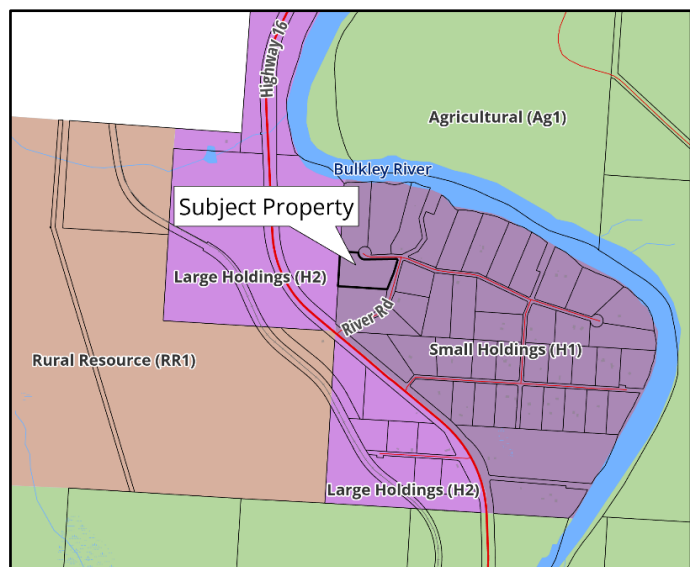 Highway 16
Agricultural (Ag1)
Bulkley River
Subject Property
Large Holdings (H2)
River Rd
Small Holdings (H1)
Rural Resource (RR1)
Large Holdings (H2)